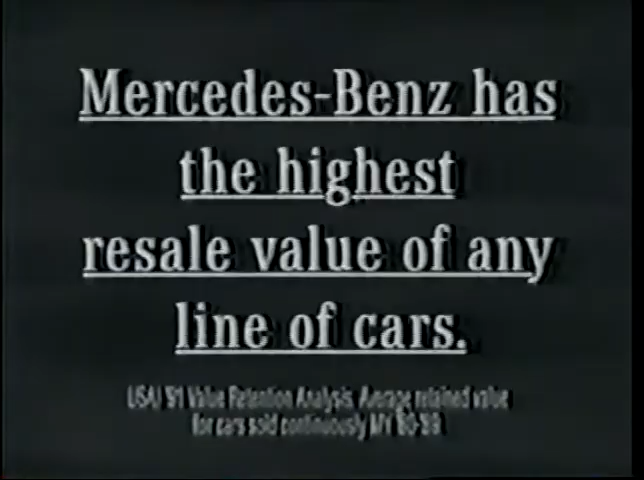 Mercedes-Benz has
the highest
resale value of any
line of cars.
'91 Value Retention Analysis. Average retained value
for cars sold continuously MY